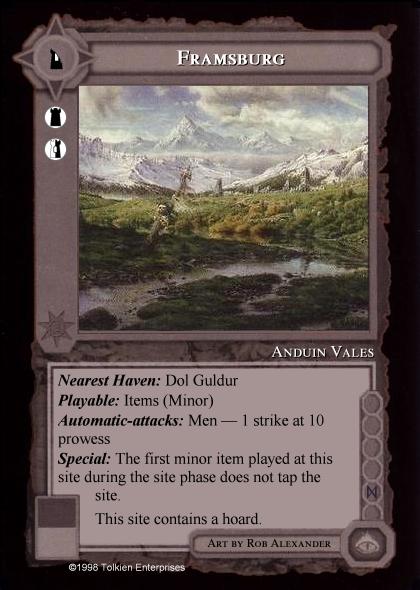 FRAMSBURG
ANDUIN VALES
Nearest Haven: Dol Guldur
Playable: Items (Minor)
Automatic-attacks: Men — 1 strike at 10
prowess
Special: The first minor item played at this
site during the site phase does not tap the
site.
This site contains a hoard.
ART BY ROB ALEXANDER
©1998 Tolkien Enterprises